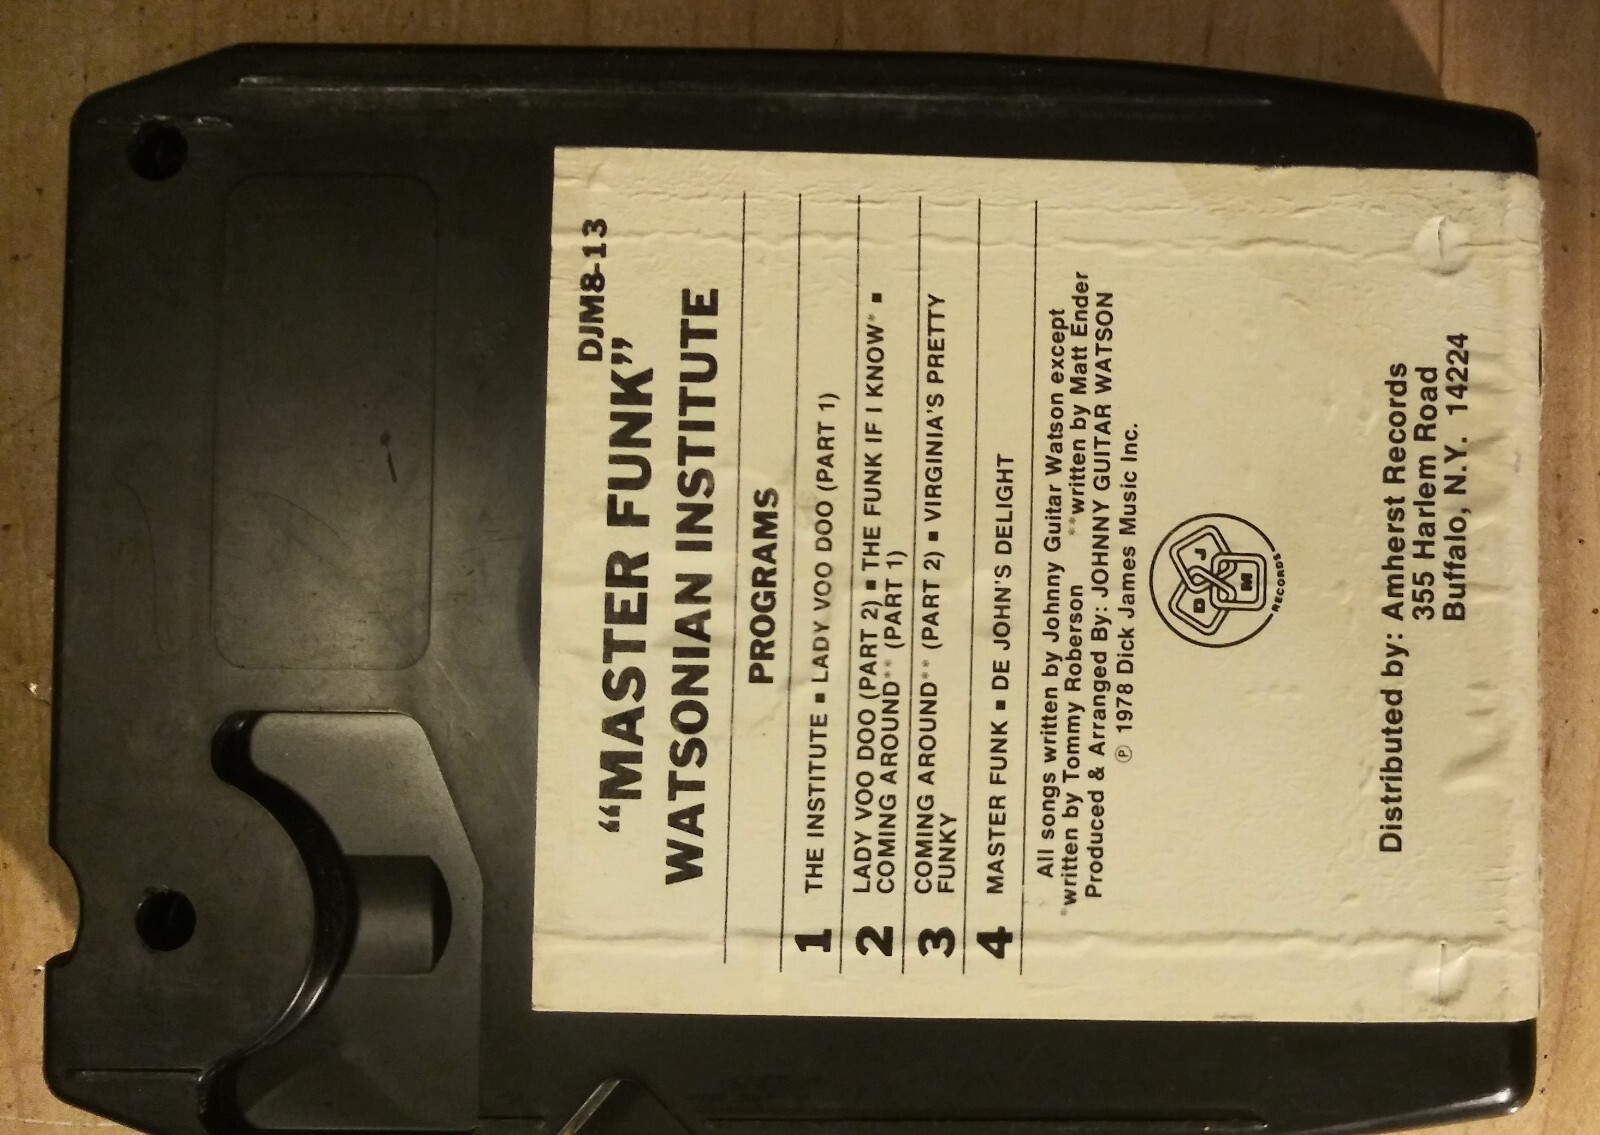 DJM8-13
“MASTER FUNK”
WATSONIAN INSTITUTE
PROGRAMS
1 THE INSTITUTE ▪ LADY VOO DOO (PART 1)
2 LADY VOO DOO (PART 2) ▪ THE FUNK IF I KNOW* ▪
COMING AROUND** (PART 1)
3 COMING AROUND** (PART 2) ▪ VIRGINIA'S PRETTY
FUNKY
4 MASTER FUNK ▪ DE JOHN'S DELIGHT
All songs written by Johnny Guitar Watson except
*written by Tommy Roberson **written by Matt Ender
Produced & Arranged By: JOHNNY GUITAR WATSON
℗ 1978 Dick James Music Inc.
D J M
RECORDS
Distributed by: Amherst Records
355 Harlem Road
Buffalo, N.Y. 14224